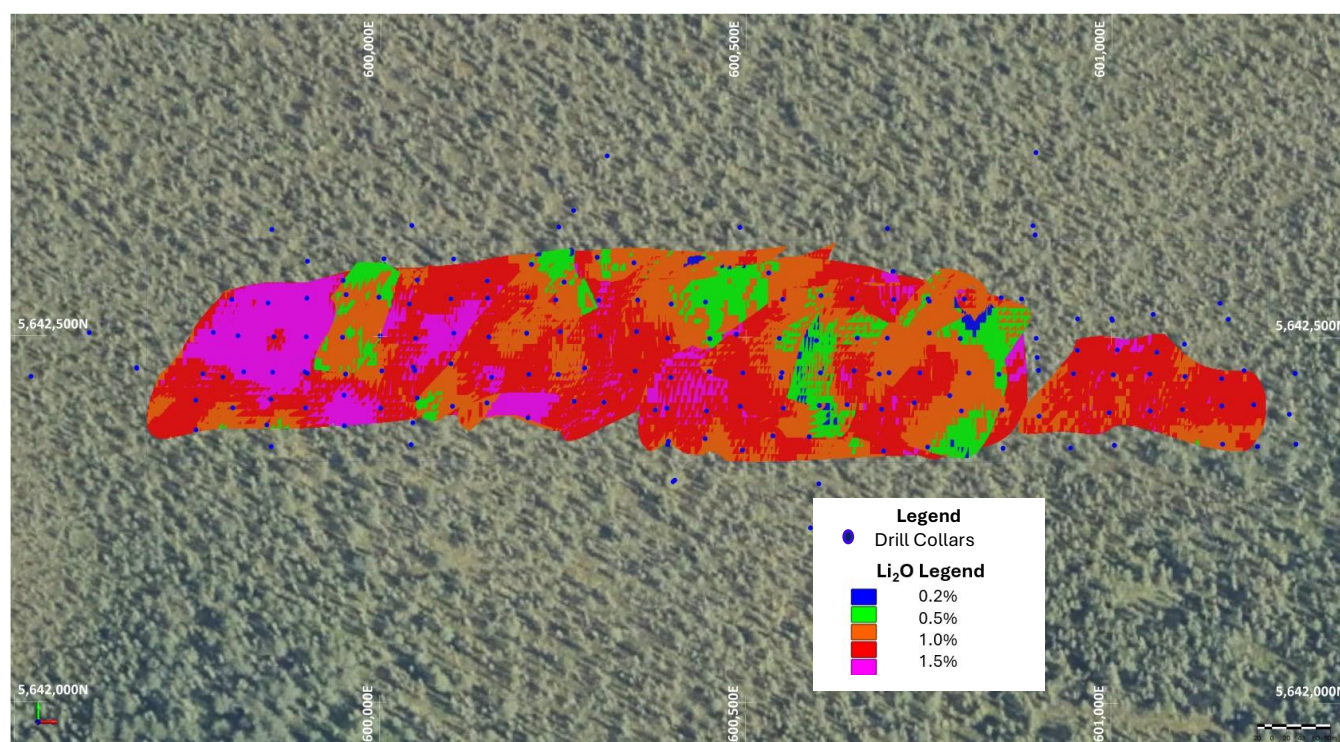 600,000E
600,500E
601,000E
5,642,500N
5,642,500N
Legend
Drill Collars
Li₂O Legend
0.2%
0.5%
1.0%
1.5%
5,642,000N
5,642,000N
600,000E
600,500E
601,000E